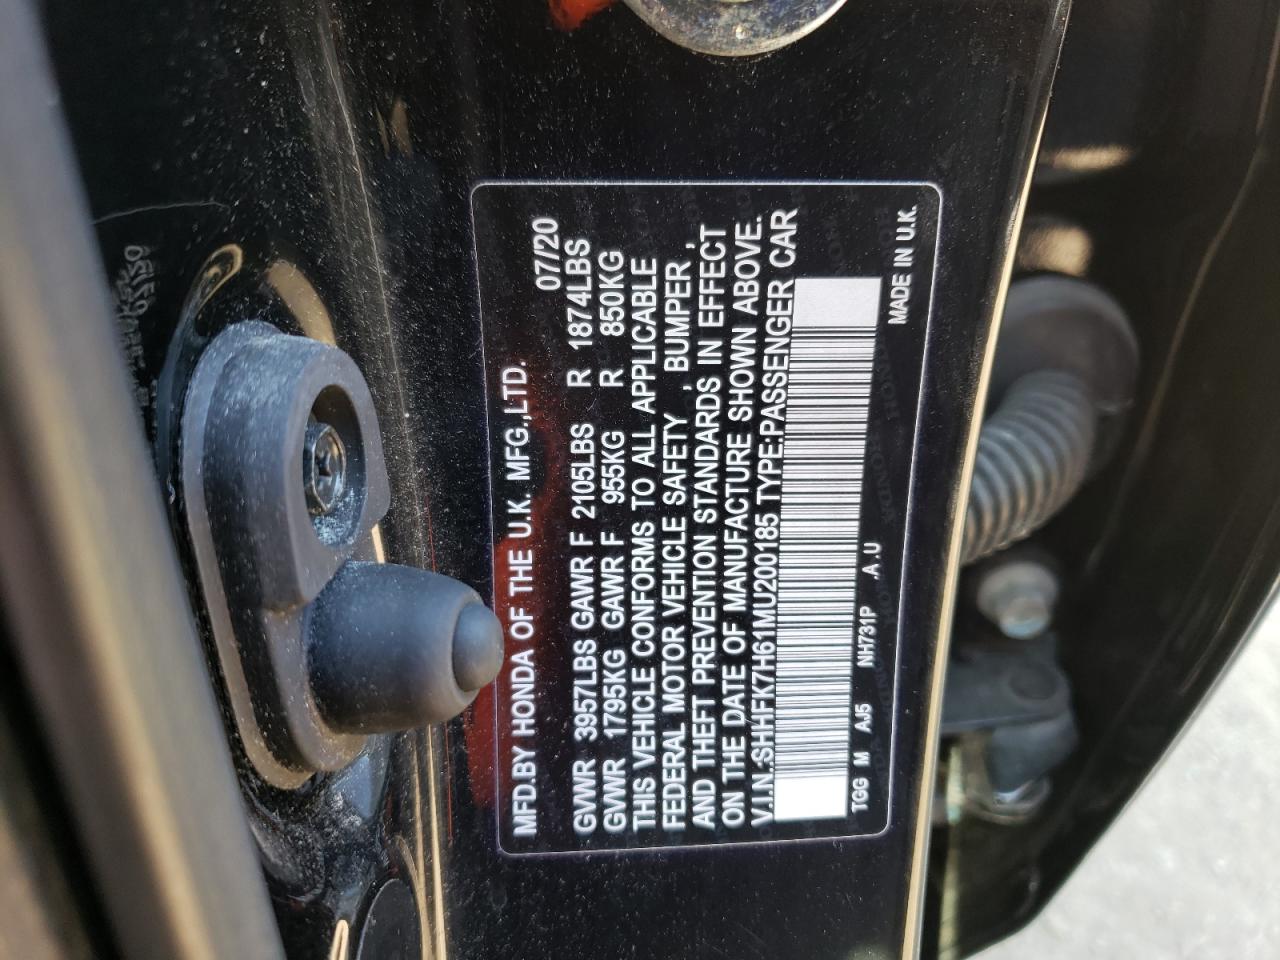 MFD.BY HONDA OF THE U.K. MFG.,LTD.
07/20
GVWR 3957LBS GAWR F 2105LBS R 1874LBS
GVWR 1795KG GAWR F 955KG R 850KG
THIS VEHICLE CONFORMS TO ALL APPLICABLE
FEDERAL MOTOR VEHICLE SAFETY , BUMPER ,
AND THEFT PREVENTION STANDARDS IN EFFECT
ON THE DATE OF MANUFACTURE SHOWN ABOVE.
V.I.N.:SHHFK7H61MU200185 TYPE:PASSENGER CAR
TGG M AJ5 NH731P .A.U
MADE IN U.K.